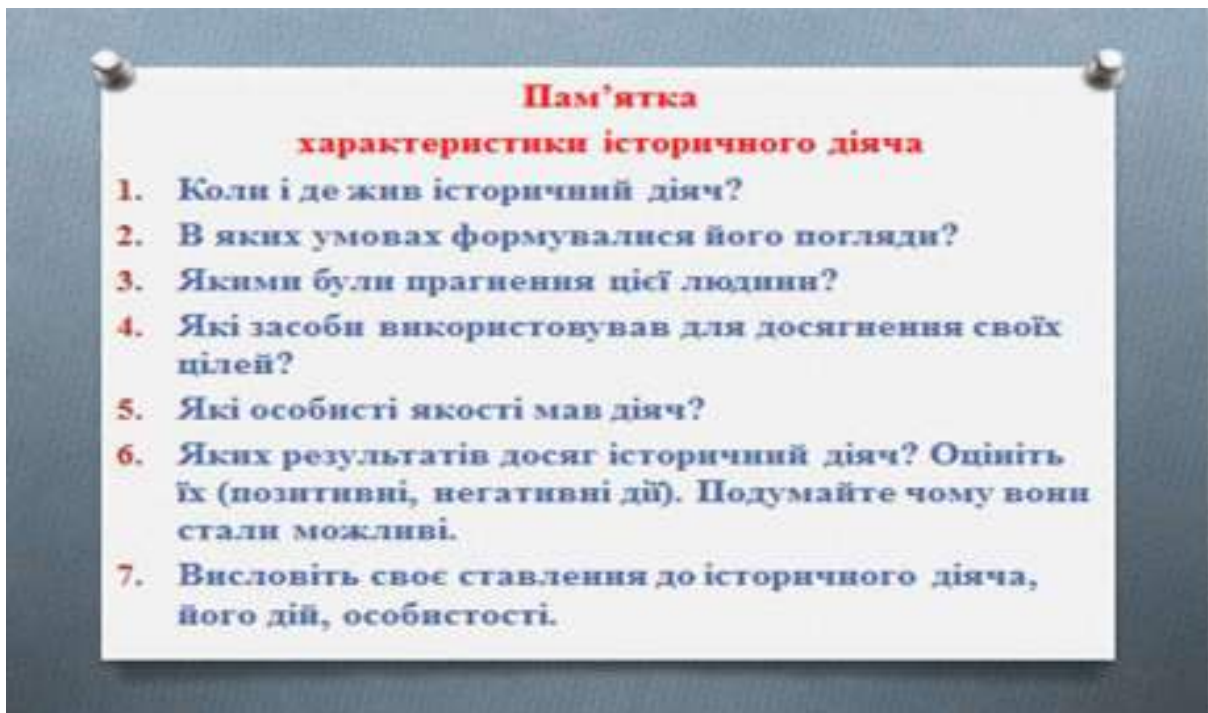 Пам’ятка
характеристики історичного діяча
1. Коли і де жив історичний діяч?
2. В яких умовах формувалися його погляди?
3. Якими були прагнення цієї людини?
4. Які засоби використовував для досягнення своїх
цілей?
5. Які особисті якості мав діяч?
6. Яких результатів досяг історичний діяч? Оцініть
їх (позитивні, негативні дії). Подумайте чому вони
стали можливі.
7. Висловіть своє ставлення до історичного діяча,
його дій, особистості.